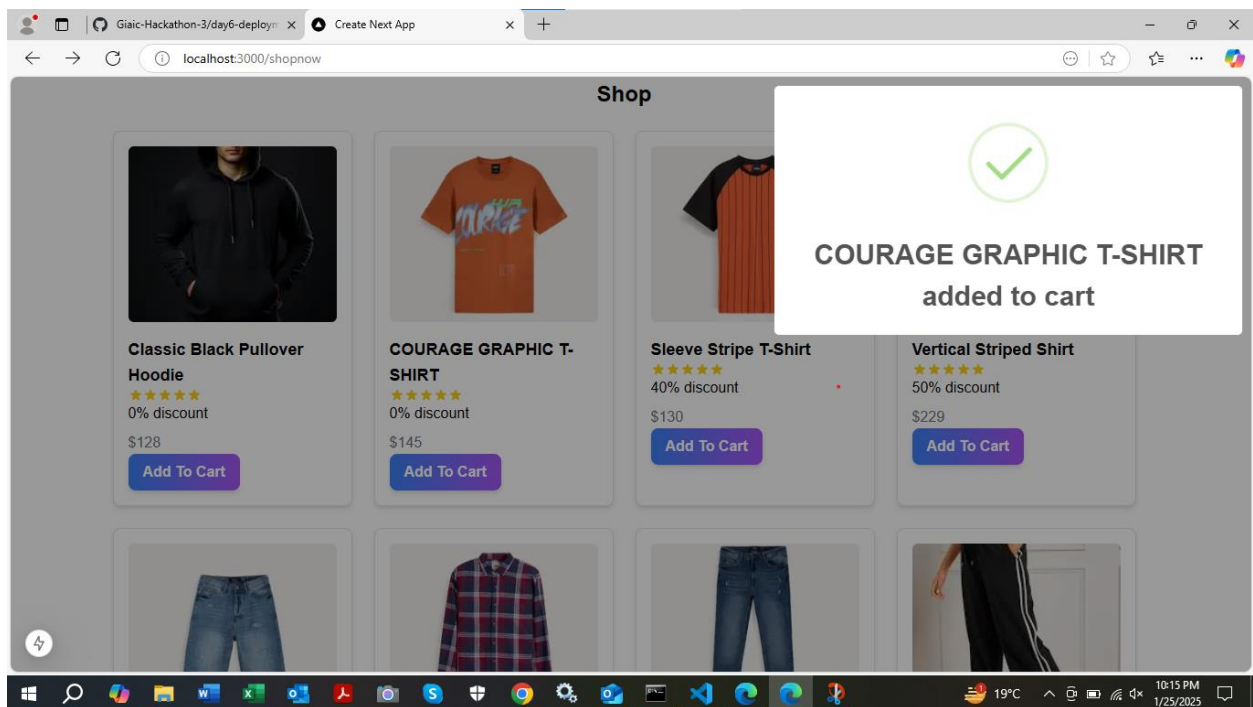 Giaic-Hackathon-3/day6-deploym
Create Next App
localhost:3000/shopnow
Shop
COURAGE GRAPHIC T-SHIRT
added to cart
COURAGE
Classic Black Pullover
Hoodie
0% discount
$128
Add To Cart
COURAGE GRAPHIC T-
SHIRT
0% discount
$145
Add To Cart
Sleeve Stripe T-Shirt
40% discount
$130
Add To Cart
Vertical Striped Shirt
50% discount
$229
Add To Cart
19°C
10:15 PM
1/25/2025